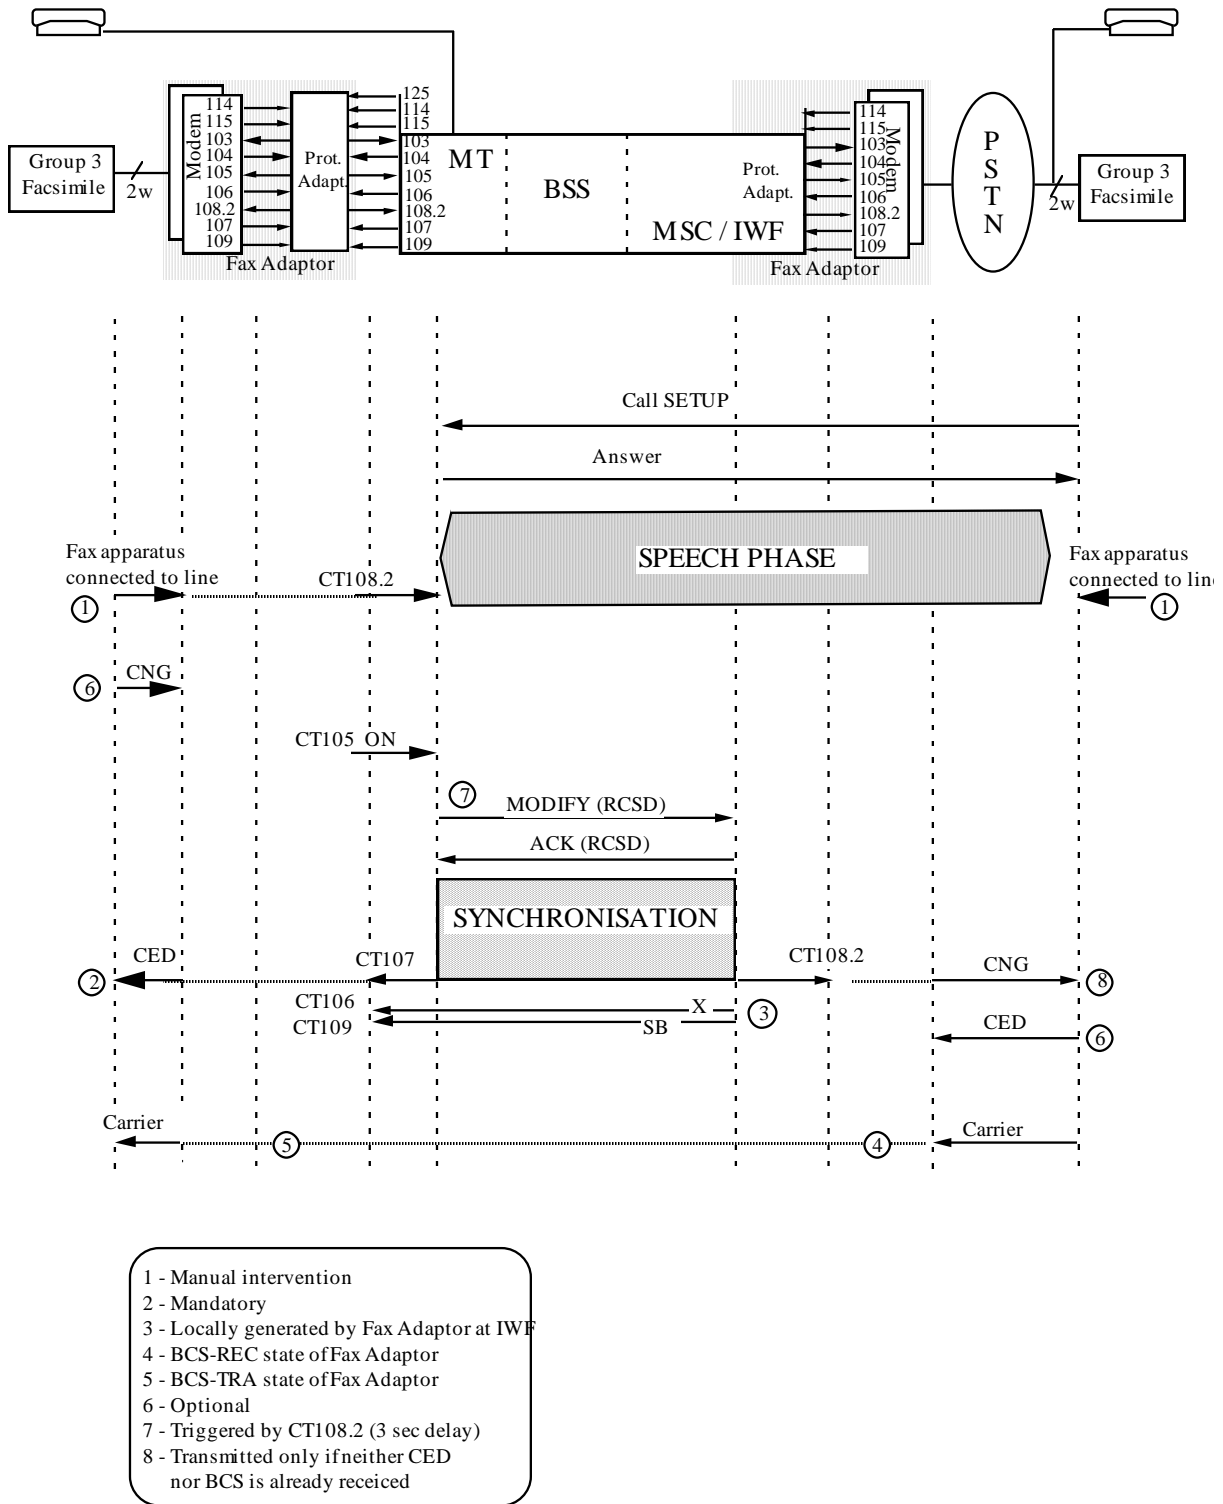 125
114
115
103
104
105
106
108.2
107
109
Modem
114
115
103
104
105
106
108.2
107
109
Prot.
Adapt.
Group 3
Facsimile
2w
MT
BSS
MSC / IWF
Prot.
Adapt.
114
115
103
104
105
106
108.2
107
109
Modem
P
S
T
N
2w
Group 3
Facsimile
Fax Adaptor
Fax Adaptor
Call SETUP
Answer
SPEECH PHASE
Fax apparatus
connected to line
1
CT108.2
Fax apparatus
connected to lin
1
CNG
6
CT105 ON
7
MODIFY (RCSD)
ACK (RCSD)
SYNCHRONISATION
CED
2
CT107
CT108.2
CNG
8
CT106
X
3
CT109
SB
CED
6
Carrier
5
4
Carrier
1 - Manual intervention
2 - Mandatory
3 - Locally generated by Fax Adaptor at IWF
4 - BCS-REC state of Fax Adaptor
5 - BCS-TRA state of Fax Adaptor
6 - Optional
7 - Triggered by CT108.2 (3 sec delay)
8 - Transmitted only if neither CED
nor BCS is already receiced